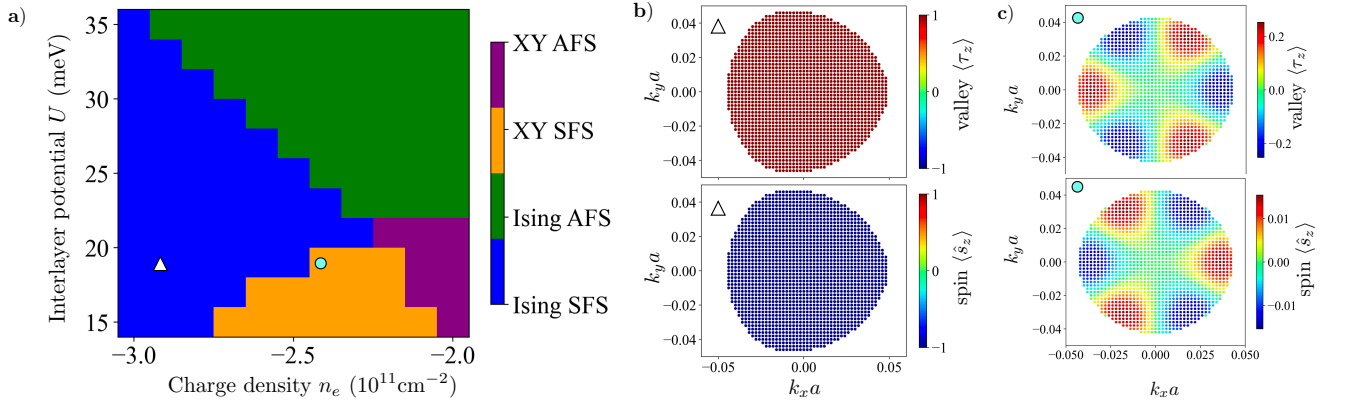 a)
Interlayer potential U (meV)
35
30
25
20
15
−3.0
−2.5
−2.0
Charge density n_e (10^11 cm^−2)
XY AFS
XY SFS
Ising AFS
Ising SFS
b)
k_y a
0.04
0.02
0.00
−0.02
−0.04
1
0
−1
valley ⟨τ_z⟩
k_y a
0.04
0.02
0.00
−0.02
−0.04
−0.05
0.00
0.05
k_x a
1
0
−1
spin ⟨ŝ_z⟩
c)
k_y a
0.04
0.02
0.00
−0.02
−0.04
0.2
0.0
−0.2
valley ⟨τ_z⟩
k_y a
0.04
0.02
0.00
−0.02
−0.04
−0.050
−0.025
0.000
0.025
0.050
k_x a
0.01
0.00
−0.01
spin ⟨ŝ_z⟩